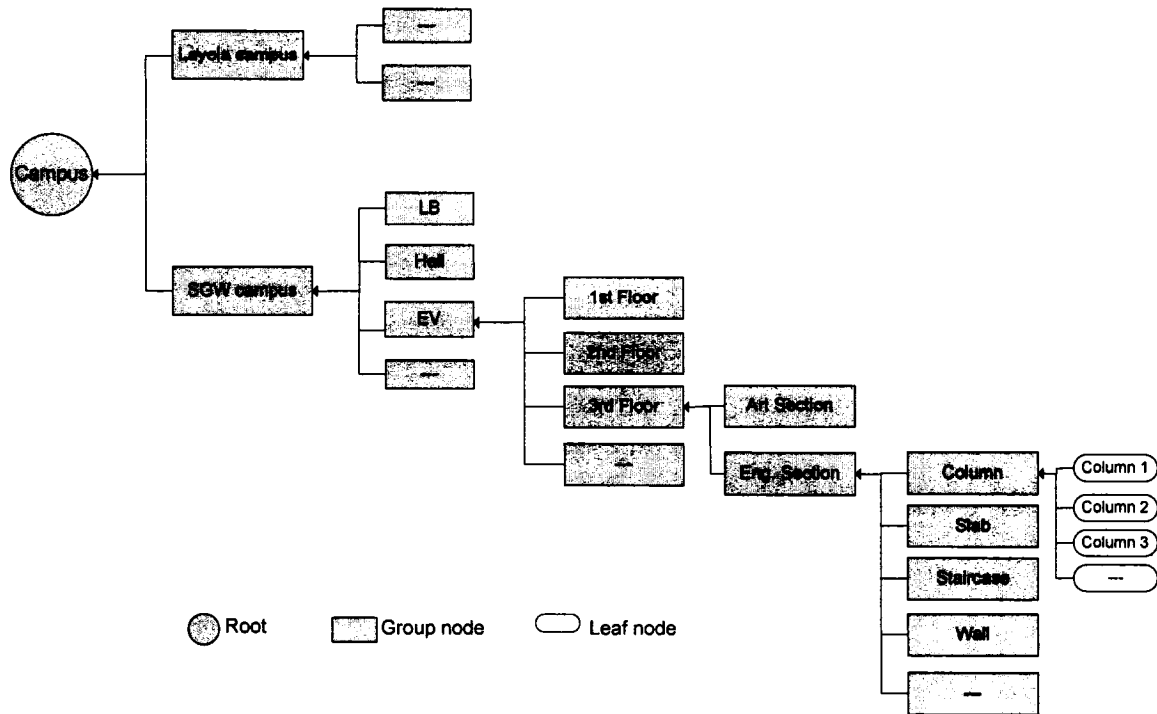 Campus
Loyola campus
---
---
SGW campus
LB
Hall
EV
---
1st Floor
2nd Floor
3rd Floor
---
Art Section
Eng. Section
Column
Slab
Staircase
Wall
---
Column 1
Column 2
Column 3
---
Root
Group node
Leaf node